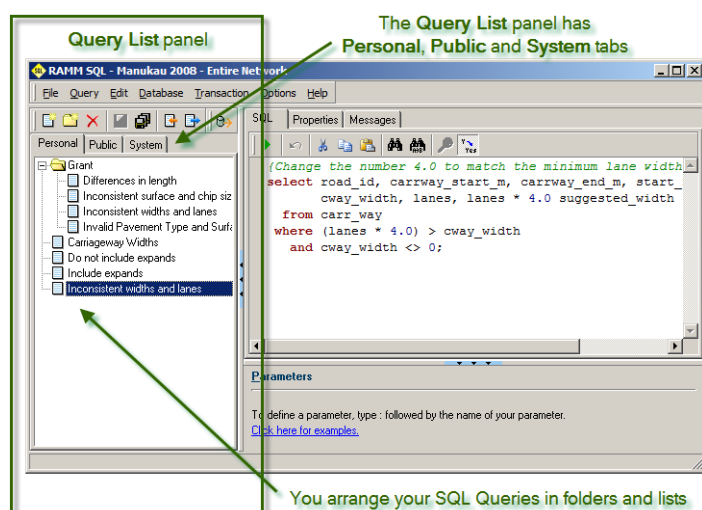 Query List panel
The Query List panel has
Personal, Public and System tabs
RAMM SQL - Manukau 2008 - Entire Network
File Query Edit Database Transaction Options Help
SQL Properties Messages
Personal Public System
Grant
Differences in length
Inconsistent surface and chip siz
Inconsistent widths and lanes
Invalid Pavement Type and Surfa
Carriageway Widths
Do not include expands
Include expands
Inconsistent widths and lanes
{Change the number 4.0 to match the minimum lane width
select road_id, carrway_start_m, carrway_end_m, start_
cway_width, lanes, lanes * 4.0 suggested_width
from carr_way
where (lanes * 4.0) > cway_width
and cway_width <> 0;
Parameters
To define a parameter, type : followed by the name of your parameter.
Click here for examples.
You arrange your SQL Queries in folders and lists